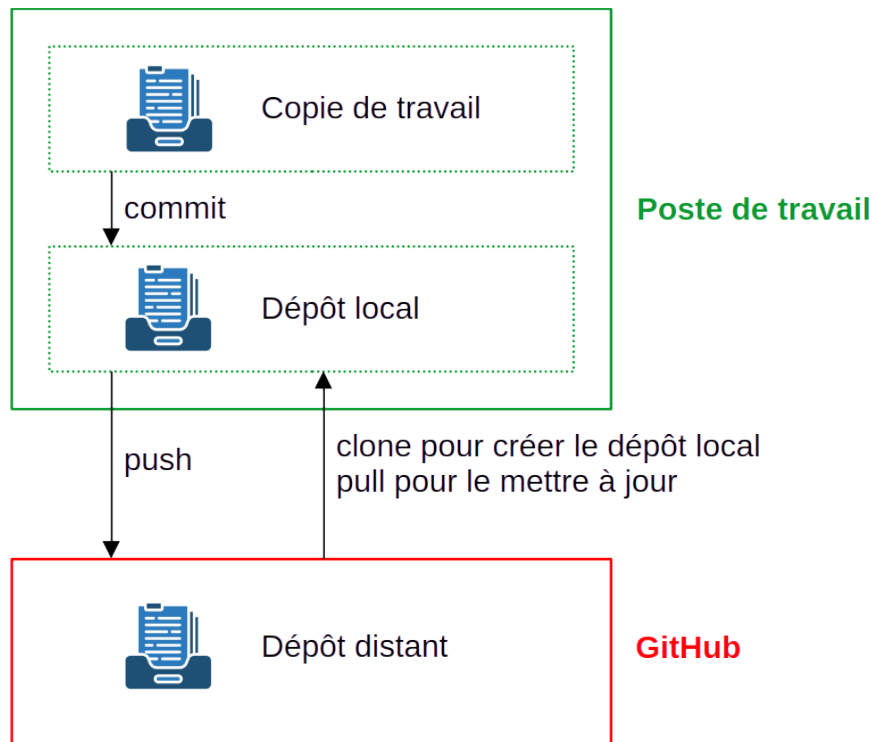 Copie de travail
commit
Poste de travail
Dépôt local
push
clone pour créer le dépôt local
pull pour le mettre à jour
Dépôt distant
GitHub